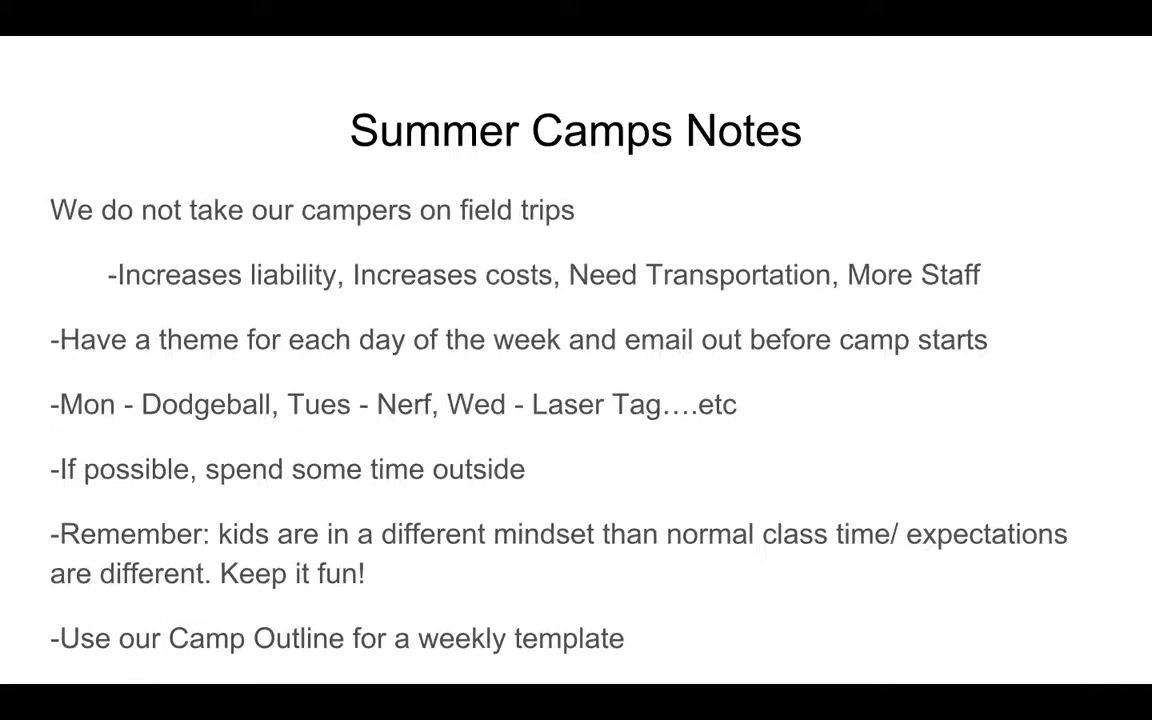 Summer Camps Notes
We do not take our campers on field trips
-Increases liability, Increases costs, Need Transportation, More Staff
-Have a theme for each day of the week and email out before camp starts
-Mon - Dodgeball, Tues - Nerf, Wed - Laser Tag….etc
-If possible, spend some time outside
-Remember: kids are in a different mindset than normal class time/ expectations
are different. Keep it fun!
-Use our Camp Outline for a weekly template